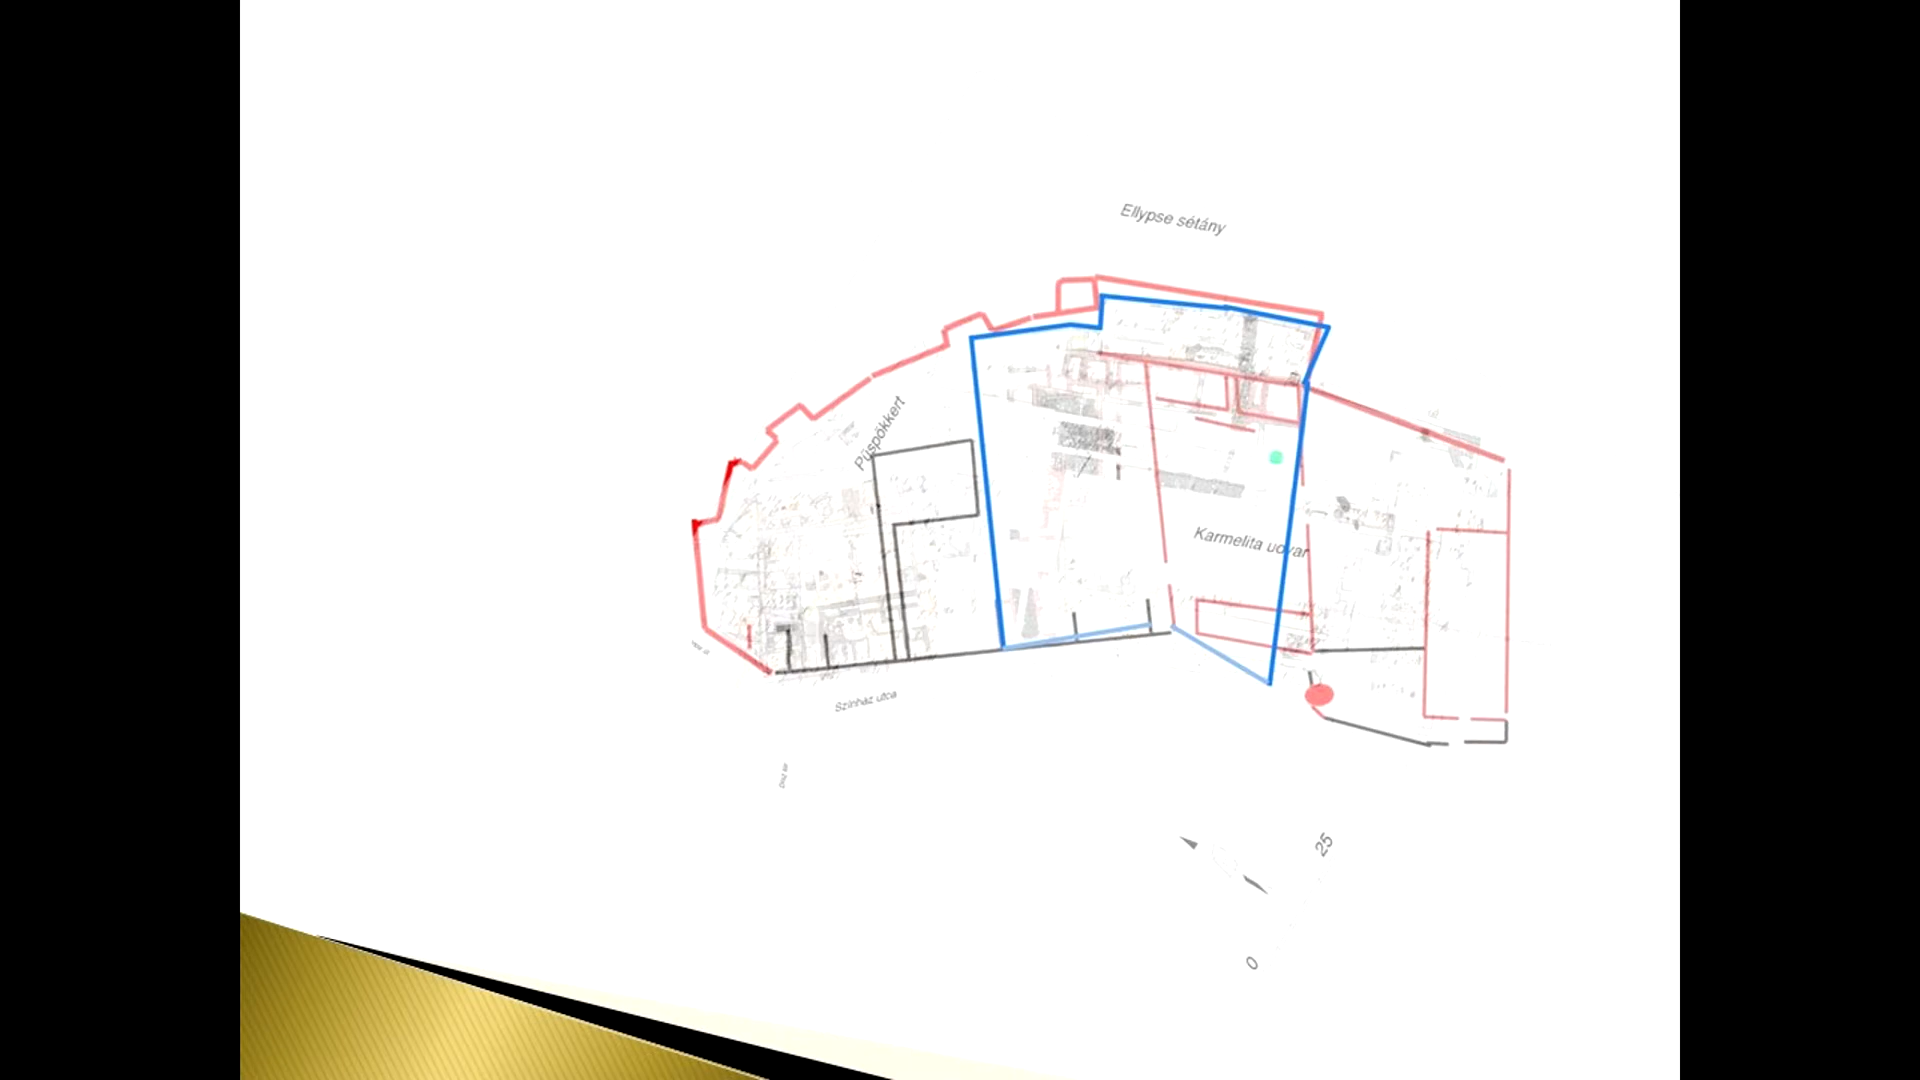 Ellypse sétány
Püspökkert
Karmelita udvar
Színház utca
25
0